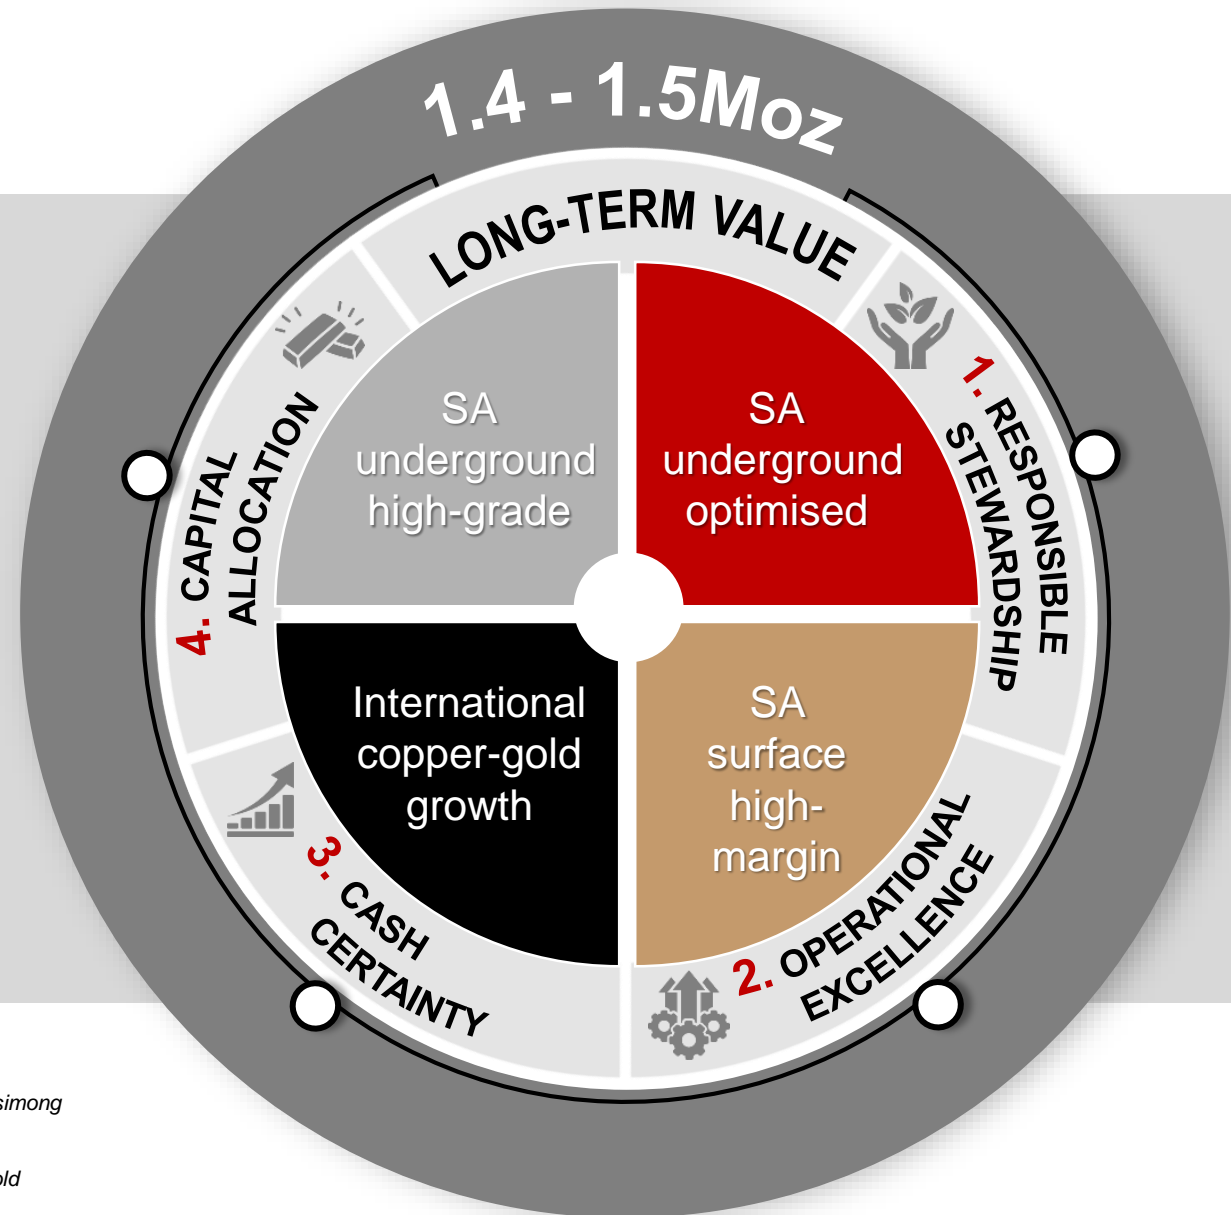 1.4 - 1.5Moz
LONG-TERM VALUE
SA
underground
high-grade
SA
underground
optimised
1. RESPONSIBLE
STEWARDSHIP
4. CAPITAL
ALLOCATION
International
copper-gold
growth
SA
surface
high-
margin
3. CASH
CERTAINTY
2. OPERATIONAL
EXCELLENCE
simong
old